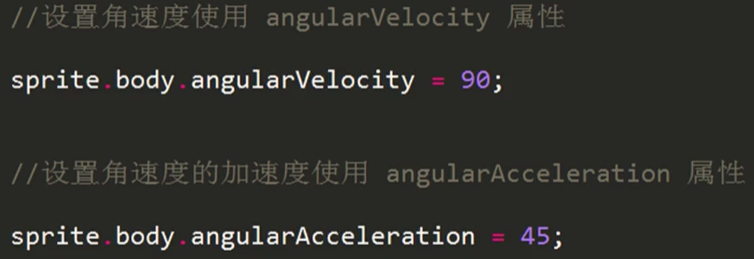 //设置角速度使用 angularVelocity 属性
sprite.body.angularVelocity = 90;
//设置角速度的加速度使用 angularAcceleration 属性
sprite.body.angularAcceleration = 45;